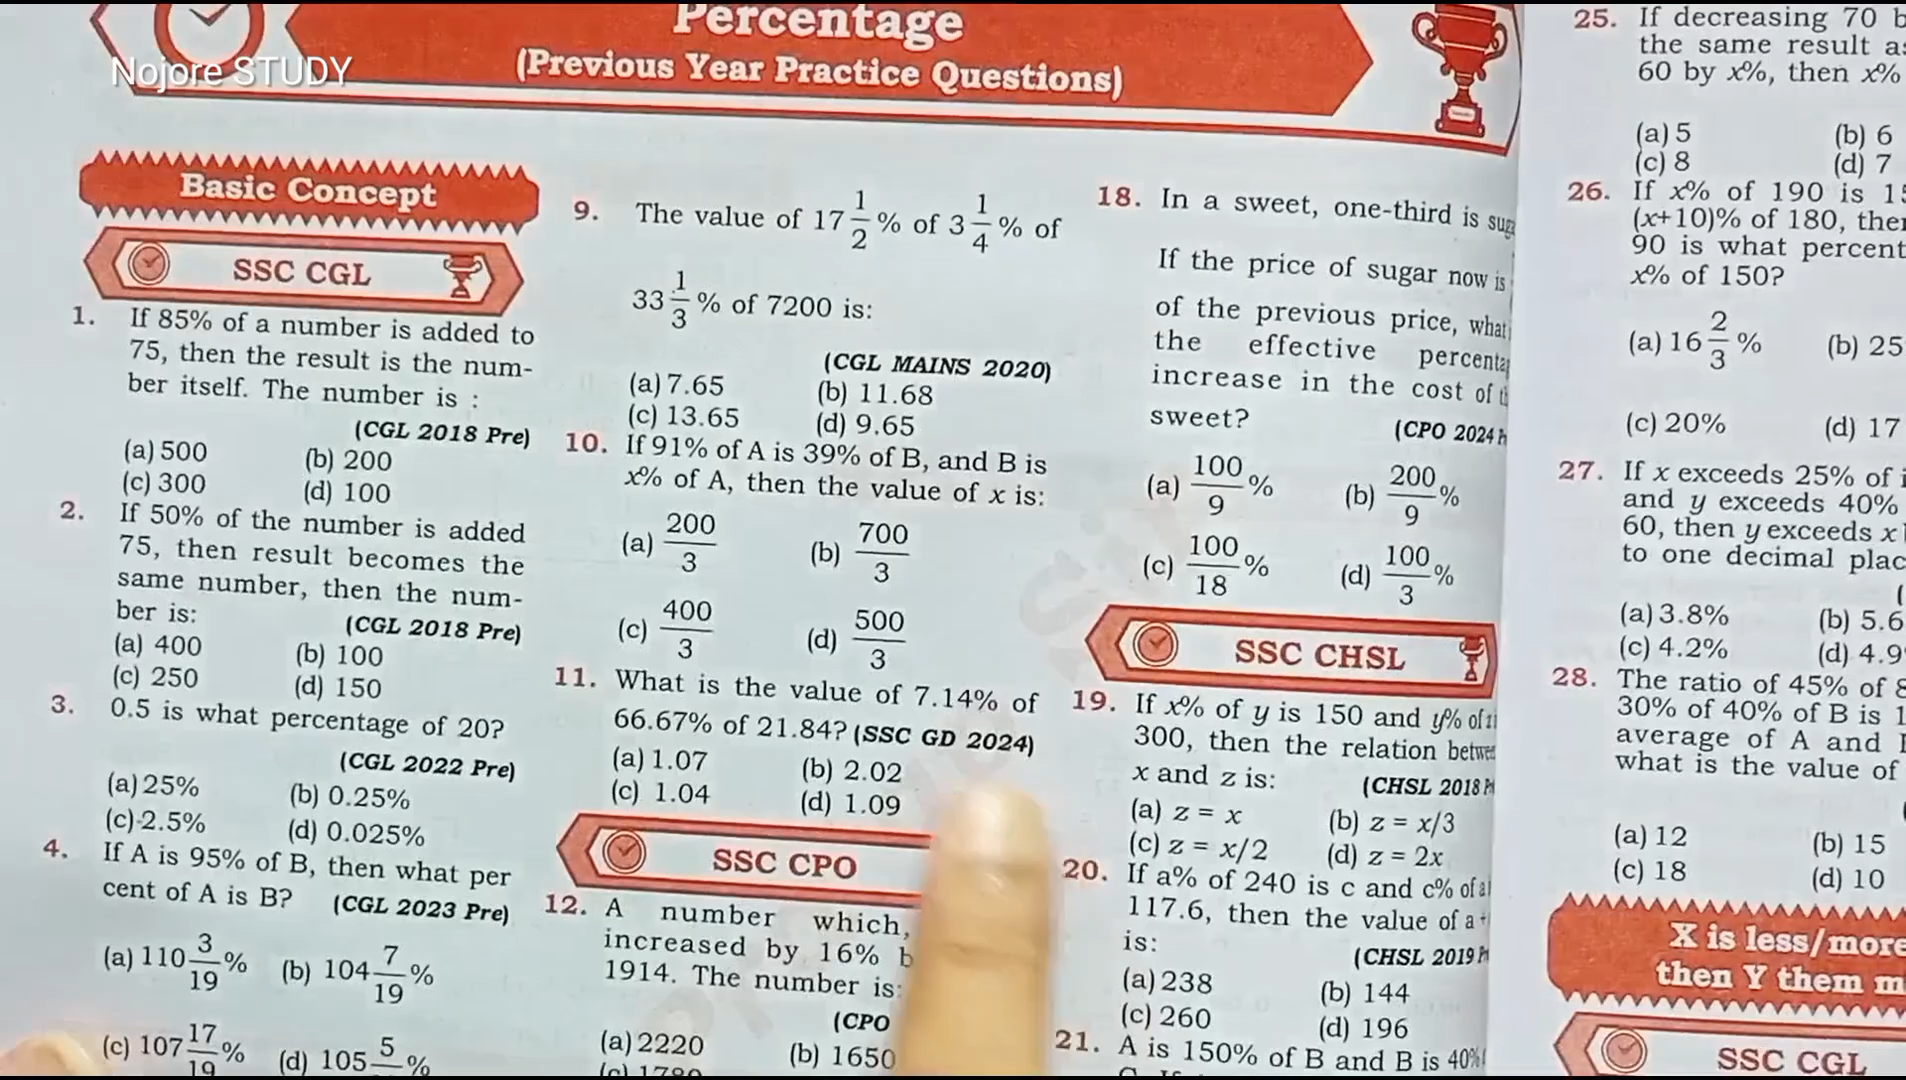 Percentage
(Previous Year Practice Questions)
Nojore STUDY
Basic Concept
SSC CGL
1. If 85% of a number is added to
75, then the result is the num-
ber itself. The number is :
(CGL 2018 Pre)
(a) 500 (b) 200
(c) 300 (d) 100
2. If 50% of the number is added
75, then result becomes the
same number, then the num-
ber is:
(CGL 2018 Pre)
(a) 400 (b) 100
(c) 250 (d) 150
3. 0.5 is what percentage of 20?
(CGL 2022 Pre)
(a) 25% (b) 0.25%
(c) 2.5% (d) 0.025%
4. If A is 95% of B, then what per
cent of A is B? (CGL 2023 Pre)
(a) 110 3/19 % (b) 104 7/19 %
(c) 107 17/19 % (d) 105 5 %
9. The value of 17 1/2 % of 3 1/4 % of
33 1/3 % of 7200 is:
(CGL MAINS 2020)
(a) 7.65 (b) 11.68
(c) 13.65 (d) 9.65
10. If 91% of A is 39% of B, and B is
x% of A, then the value of x is:
(a) 200/3 (b) 700/3
(c) 400/3 (d) 500/3
11. What is the value of 7.14% of
66.67% of 21.84? (SSC GD 2024)
(a) 1.07 (b) 2.02
(c) 1.04 (d) 1.09
SSC CPO
12. A number which,
increased by 16% b
1914. The number is:
(CPO
(a) 2220 (b) 1650
18. In a sweet, one-third is
If the price of sugar now is
of the previous price, what
the effective
increase in the cost of
sweet?
(CPO 2024
(a) 100/9 % (b) 200/9 %
(c) 100/18 % (d) 100/3 %
SSC CHSL
19. If x% of y is 150 and y% of
300, then the relation
x and z is:
(CHSL 2018
(a) z = x (b) z = x/3
(c) z = x/2 (d) z = 2x
20. If a% of 240 is c and c% of a
117.6, then the value of a +
is:
(CHSL 2019
(a) 238 (b) 144
(c) 260 (d) 196
21. A is 150% of B and B is 40%
25. If decreasing 70 b
the same result as
60 by x%, then x%
(a) 5 (b) 6
(c) 8 (d) 7
26. If x% of 190 is 15
(x+10)% of 180, then
90 is what percent
x% of 150?
(a) 16 2/3 % (b) 25
(c) 20% (d) 17
27. If x exceeds 25% of i
and y exceeds 40%
60, then y exceeds x
to one decimal plac
(a) 3.8% (b) 5.6
(c) 4.2% (d) 4.9
28. The ratio of 45% of 8
30% of 40% of B is 1
average of A and
what is the value of
(a) 12 (b) 15
(c) 18 (d) 10
X is less/more
then Y them m
SSC CGL